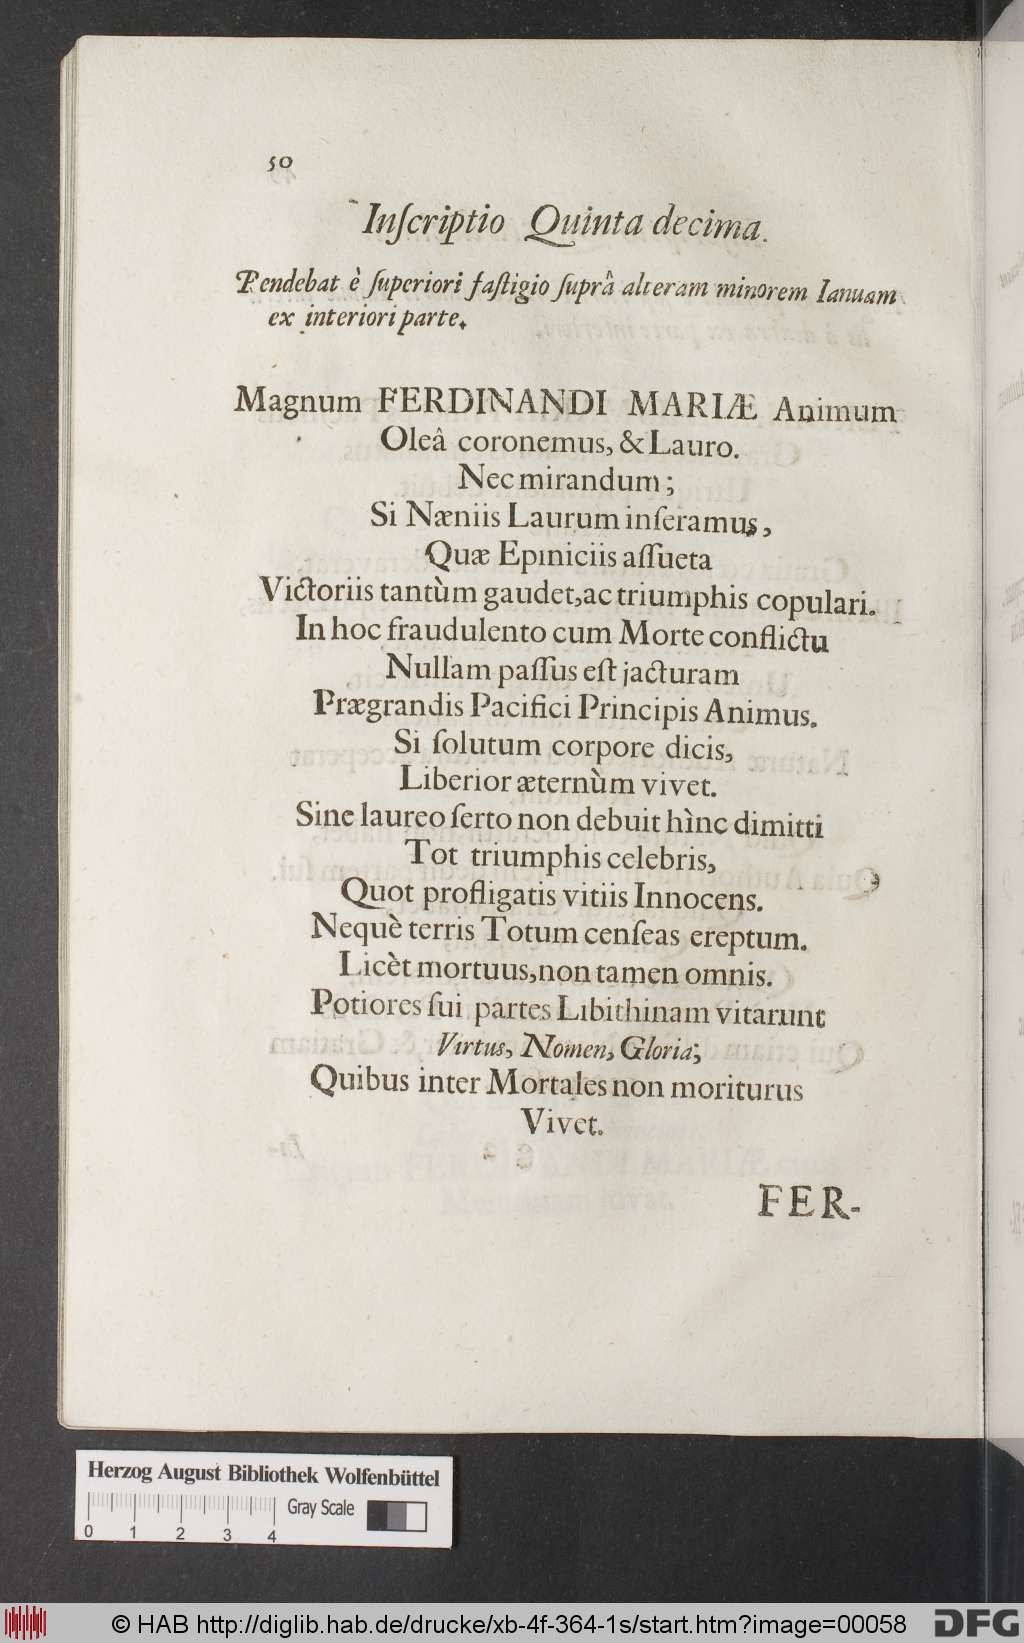 50
Inſcriptio Quinta decima.
Pendebat è ſuperiori faſtigio ſuprâ alteram minorem Ianuam
ex interiori parte.
Magnum FERDINANDI MARIÆ Animum
Oleâ coronemus, & Lauro.
Nec mirandum;
Si Næniis Laurum inſeramus,
Quæ Epiniciis aſſueta
Victoriis tantùm gaudet, ac triumphis copulari.
In hoc fraudulento cum Morte conflictu
Nullam paſſus eſt jacturam
Prægrandis Pacifici Principis Animus.
Si ſolutum corpore dicis,
Liberior æternùm vivet.
Sine laureo ſerto non debuit hìnc dimitti
Tot triumphis celebris,
Quot profligatis vitiis Innocens.
Nequè terris Totum cenſeas ereptum.
Licèt mortuus, non tamen omnis.
Potiores ſui partes Libithinam vitarunt
Virtus, Nomen, Gloria;
Quibus inter Mortales non moriturus
Vivet.
FER-
Herzog August Bibliothek Wolfenbüttel
Gray Scale
0 1 2 3 4
© HAB http://diglib.hab.de/drucke/xb-4f-364-1s/start.htm?image=00058
DFG